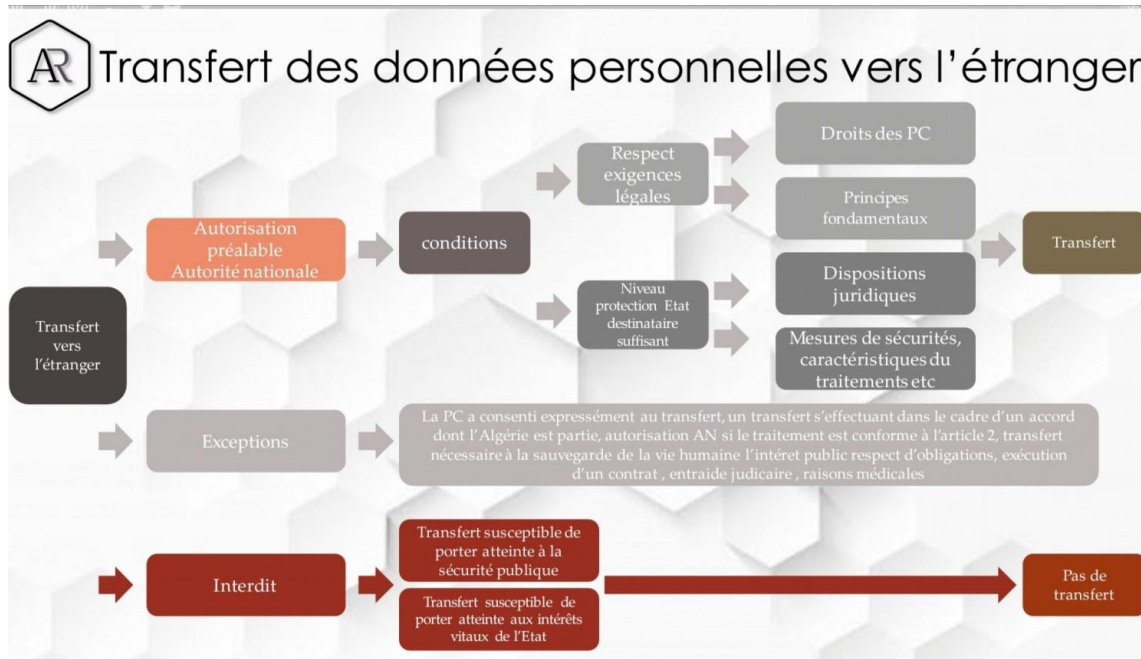 AR
Transfert des données personnelles vers l'étranger
Transfert
vers
l'étranger
Autorisation
préalable
Autorité nationale
conditions
Respect
exigences
légales
Droits des PC
Principes
fondamentaux
Niveau
protection Etat
destinataire
suffisant
Dispositions
juridiques
Mesures de sécurités,
caractéristiques du
traitements etc
Transfert
Exceptions
La PC a consenti expressément au transfert, un transfert s'effectuant dans le cadre d'un accord
dont l'Algérie est partie, autorisation AN si le traitement est conforme à l'article 2, transfert
nécessaire à la sauvegarde de la vie humaine l'intéret public respect d'obligations, exécution
d'un contrat , entraide judicaire , raisons médicales
Interdit
Transfert susceptible de
porter atteinte à la
sécurité publique
Transfert susceptible de
porter atteinte aux intérêts
vitaux de l'Etat
Pas de
transfert